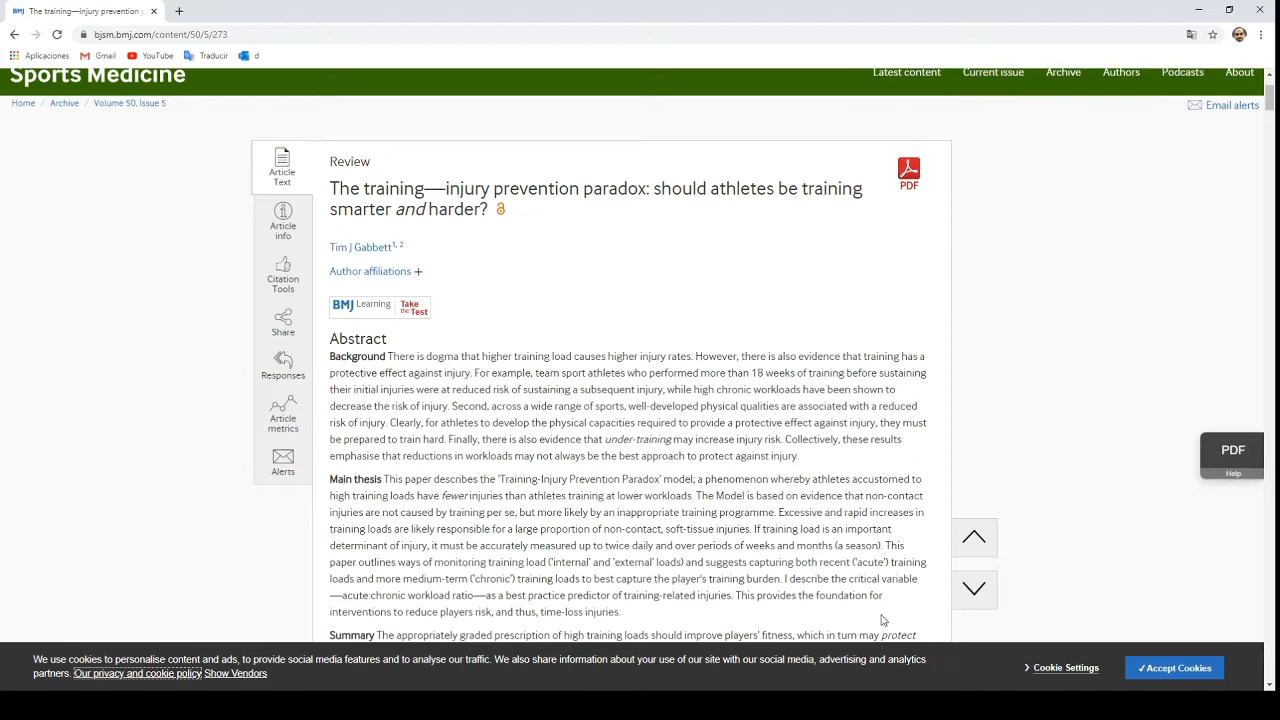 BMJ The training—injury prevention p
bjsm.bmj.com/content/50/5/273
Aplicaciones Gmail YouTube Traducir d
Sports Medicine
Latest content Current issue Archive Authors Podcasts About
Home / Archive / Volume 50, Issue 5
Email alerts
Article
Text
Article
info
Citation
Tools
Share
Responses
Article
metrics
Alerts
Review
PDF
The training—injury prevention paradox: should athletes be training
smarter and harder?
Tim J Gabbett1, 2
Author affiliations +
BMJ Learning Take
the Test
Abstract
Background There is dogma that higher training load causes higher injury rates. However, there is also evidence that training has a
protective effect against injury. For example, team sport athletes who performed more than 18 weeks of training before sustaining
their initial injuries were at reduced risk of sustaining a subsequent injury, while high chronic workloads have been shown to
decrease the risk of injury. Second, across a wide range of sports, well-developed physical qualities are associated with a reduced
risk of injury. Clearly, for athletes to develop the physical capacities required to provide a protective effect against injury, they must
be prepared to train hard. Finally, there is also evidence that under-training may increase injury risk. Collectively, these results
emphasise that reductions in workloads may not always be the best approach to protect against injury.
Main thesis This paper describes the 'Training-Injury Prevention Paradox' model; a phenomenon whereby athletes accustomed to
high training loads have fewer injuries than athletes training at lower workloads. The Model is based on evidence that non-contact
injuries are not caused by training per se, but more likely by an inappropriate training programme. Excessive and rapid increases in
training loads are likely responsible for a large proportion of non-contact, soft-tissue injuries. If training load is an important
determinant of injury, it must be accurately measured up to twice daily and over periods of weeks and months (a season). This
paper outlines ways of monitoring training load ('internal' and 'external' loads) and suggests capturing both recent ('acute') training
loads and more medium-term ('chronic') training loads to best capture the player's training burden. I describe the critical variable
—acute:chronic workload ratio—as a best practice predictor of training-related injuries. This provides the foundation for
interventions to reduce players risk, and thus, time-loss injuries.
Summary The appropriately graded prescription of high training loads should improve players' fitness, which in turn may protect
PDF
Help
We use cookies to personalise content and ads, to provide social media features and to analyse our traffic. We also share information about your use of our site with our social media, advertising and analytics
partners. Our privacy and cookie policy Show Vendors
Cookie Settings
✓Accept Cookies